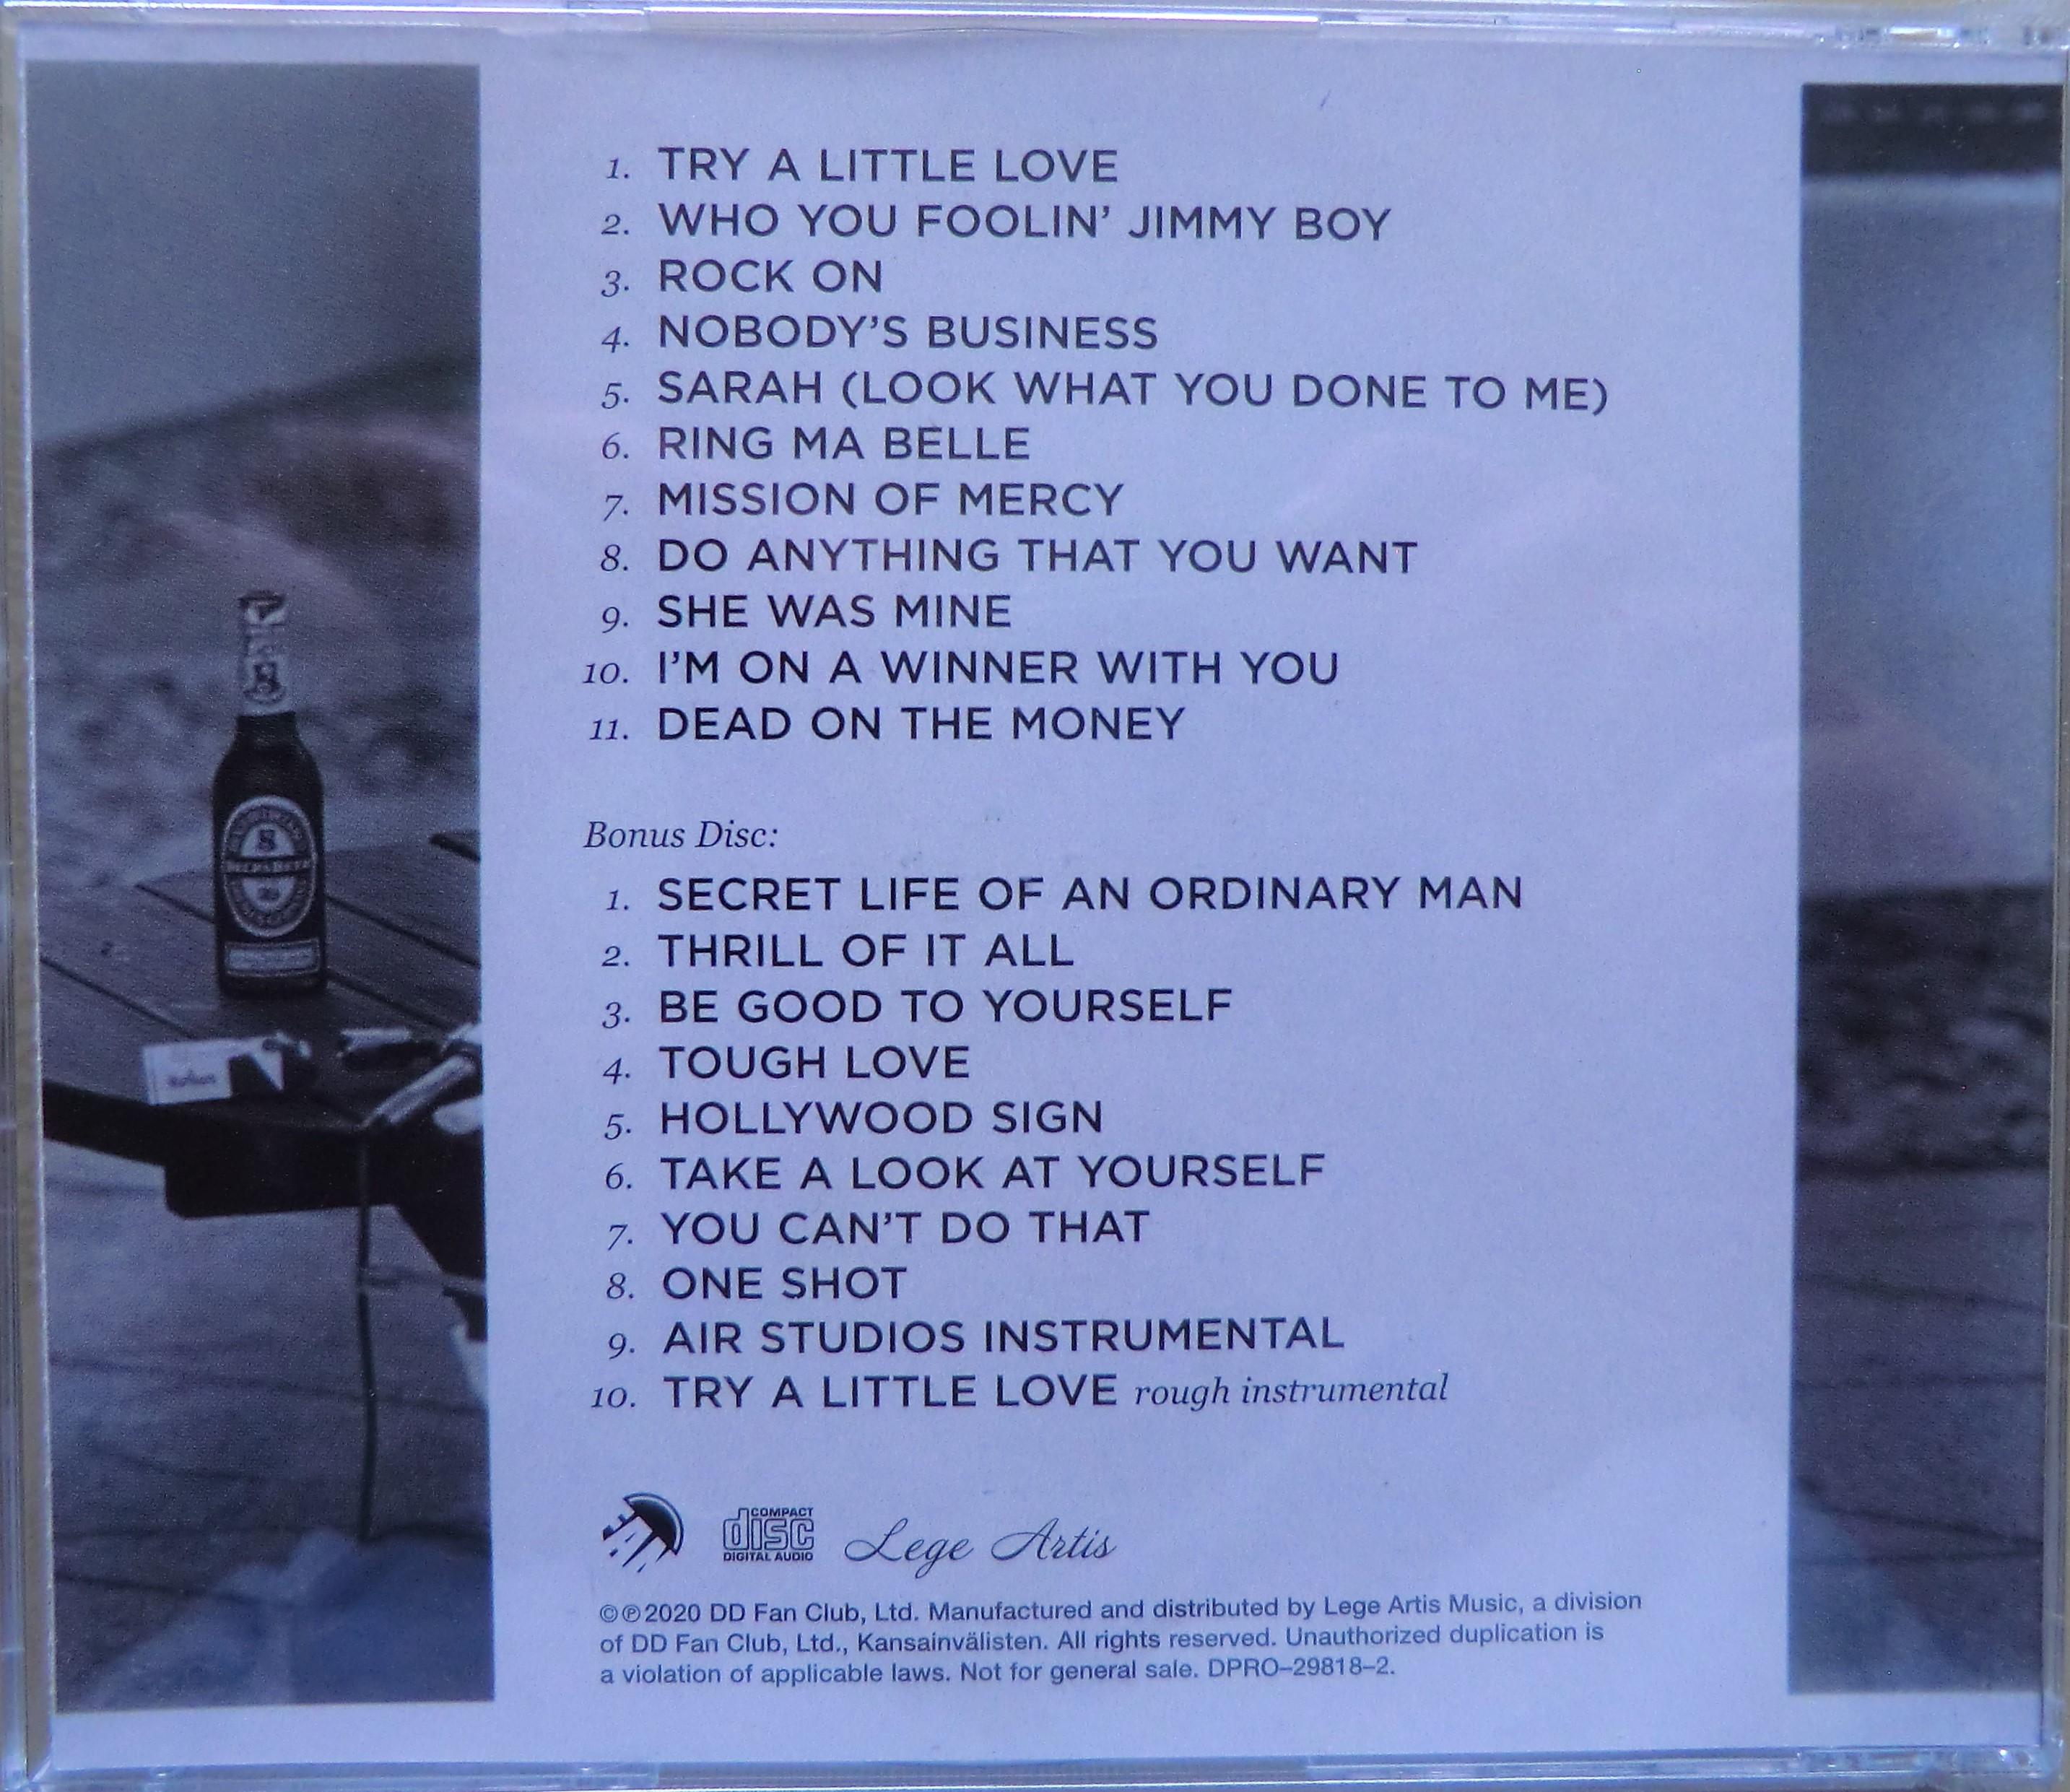 1. TRY A LITTLE LOVE
2. WHO YOU FOOLIN' JIMMY BOY
3. ROCK ON
4. NOBODY'S BUSINESS
5. SARAH (LOOK WHAT YOU DONE TO ME)
6. RING MA BELLE
7. MISSION OF MERCY
8. DO ANYTHING THAT YOU WANT
9. SHE WAS MINE
10. I'M ON A WINNER WITH YOU
11. DEAD ON THE MONEY
Bonus Disc:
1. SECRET LIFE OF AN ORDINARY MAN
2. THRILL OF IT ALL
3. BE GOOD TO YOURSELF
4. TOUGH LOVE
5. HOLLYWOOD SIGN
6. TAKE A LOOK AT YOURSELF
7. YOU CAN'T DO THAT
8. ONE SHOT
9. AIR STUDIOS INSTRUMENTAL
10. TRY A LITTLE LOVE rough instrumental
COMPACT
disc
DIGITAL AUDIO
Lege Artis
©℗2020 DD Fan Club, Ltd. Manufactured and distributed by Lege Artis Music, a division
of DD Fan Club, Ltd., Kansainvälisten. All rights reserved. Unauthorized duplication is
a violation of applicable laws. Not for general sale. DPRO–29818–2.